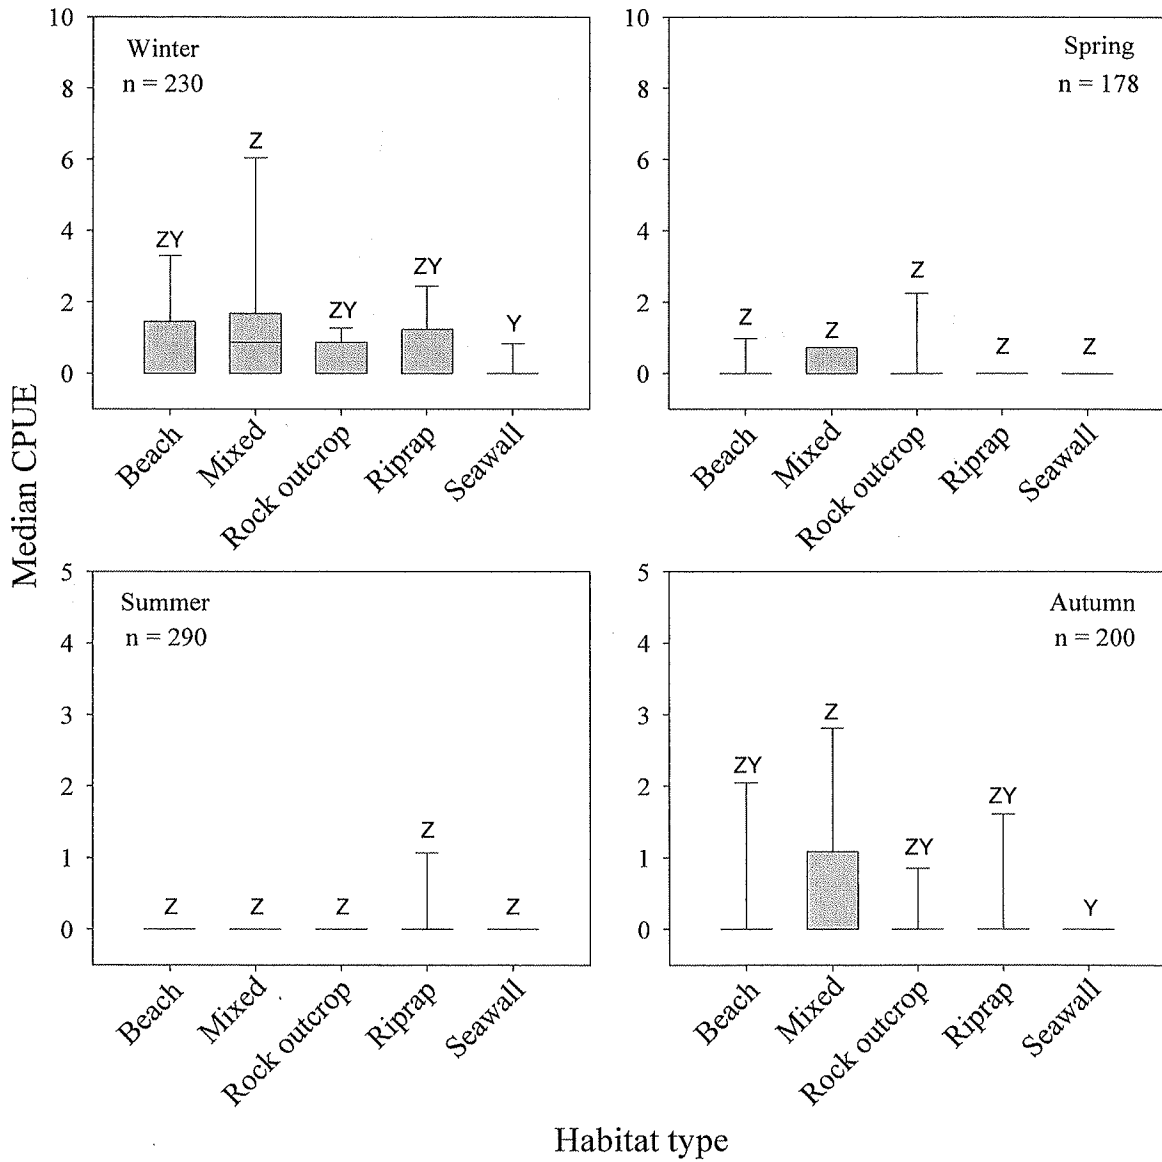 Median CPUE
10
8
6
4
2
0
Winter
n = 230
ZY
Z
ZY
ZY
Y
Beach
Mixed
Rock outcrop
Riprap
Seawall
10
8
6
4
2
0
Spring
n = 178
Z
Z
Z
Z
Z
Beach
Mixed
Rock outcrop
Riprap
Seawall
5
4
3
2
1
0
Summer
n = 290
Z
Z
Z
Z
Z
Beach
Mixed
Rock outcrop
Riprap
Seawall
5
4
3
2
1
0
Autumn
n = 200
ZY
Z
ZY
ZY
Y
Beach
Mixed
Rock outcrop
Riprap
Seawall
Habitat type